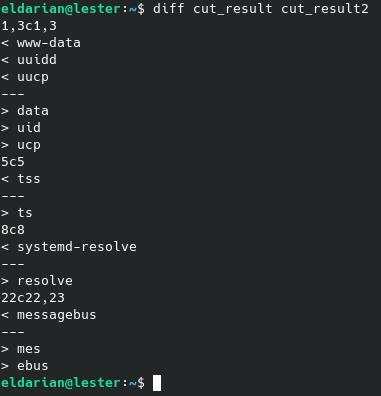 eldarian@lester:~$ diff cut_result cut_result2
1,3c1,3
< www-data
< uuidd
< uucp
---
> data
> uid
> ucp
5c5
< tss
---
> ts
8c8
< systemd-resolve
---
> resolve
22c22,23
< messagebus
---
> mes
> ebus
eldarian@lester:~$